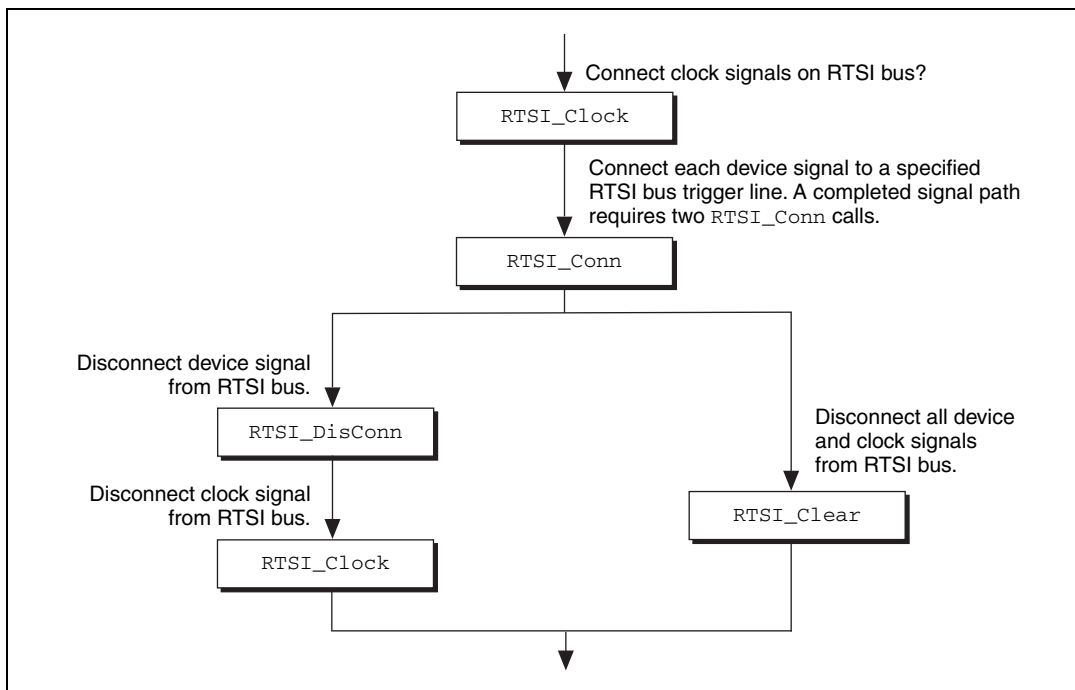 Connect clock signals on RTSI bus?
RTSI_Clock
Connect each device signal to a specified
RTSI bus trigger line. A completed signal path
requires two RTSI_Conn calls.
RTSI_Conn
Disconnect device signal
from RTSI bus.
RTSI_DisConn
Disconnect clock signal
from RTSI bus.
RTSI_Clock
Disconnect all device
and clock signals
from RTSI bus.
RTSI_Clear